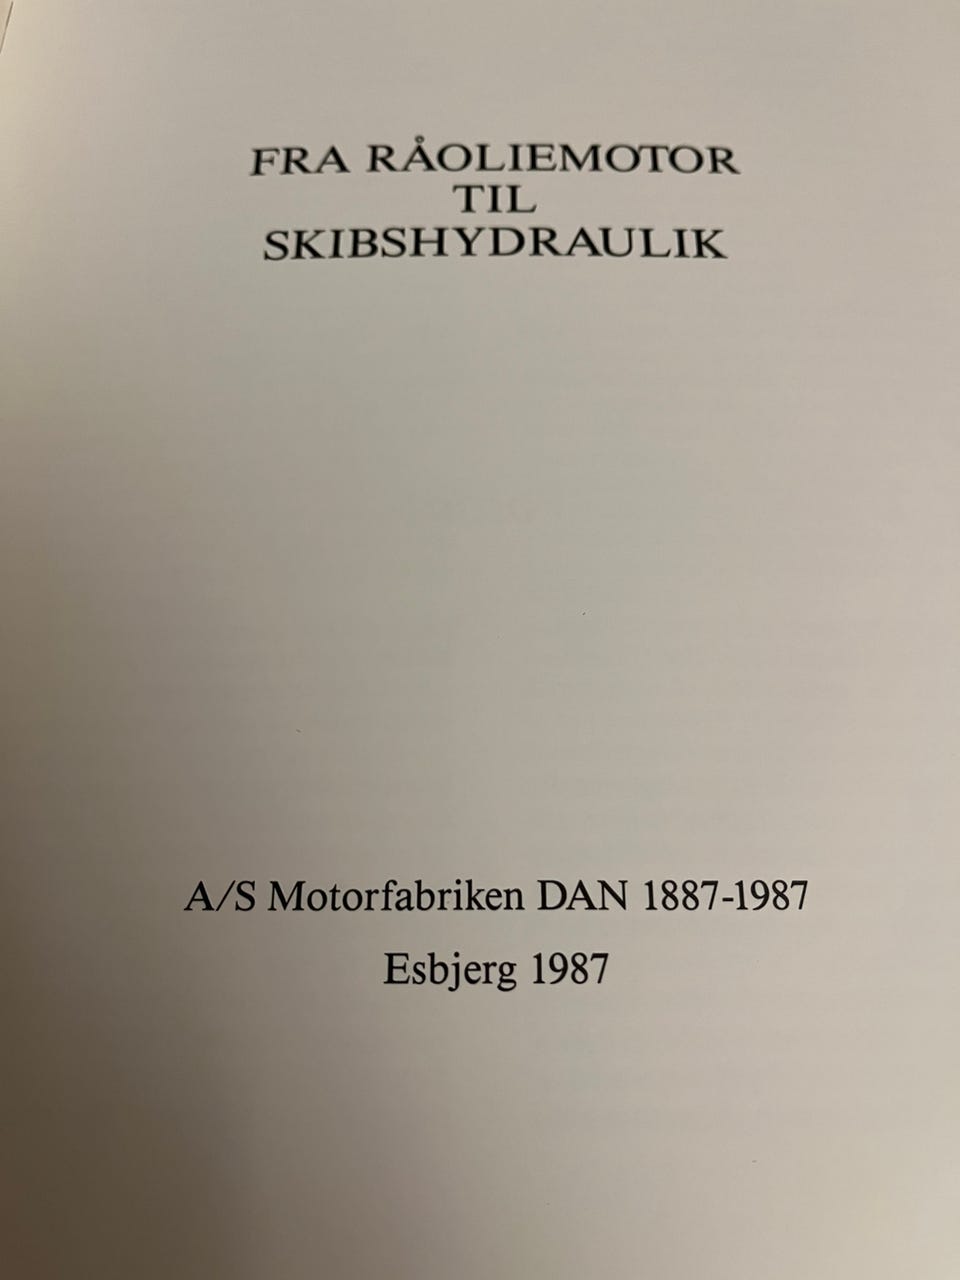 FRA RÅOLIEMOTOR
TIL
SKIBSHYDRAULIK
A/S Motorfabriken DAN 1887-1987
Esbjerg 1987